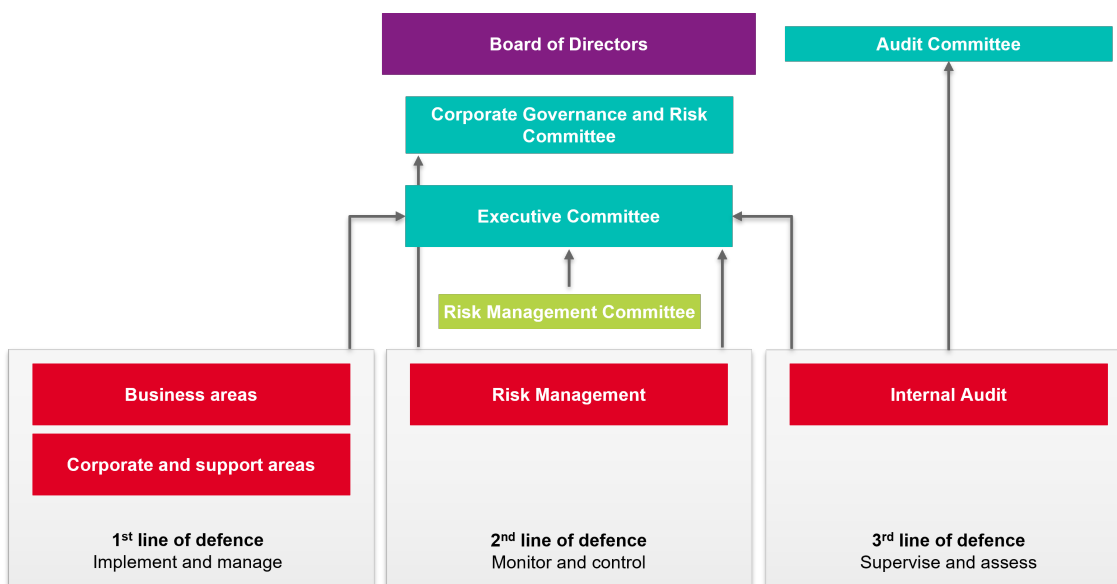 Board of Directors
Audit Committee
Corporate Governance and Risk
Committee
Executive Committee
Risk Management Committee
Business areas
Risk Management
Internal Audit
Corporate and support areas
1st line of defence
Implement and manage
2nd line of defence
Monitor and control
3rd line of defence
Supervise and assess